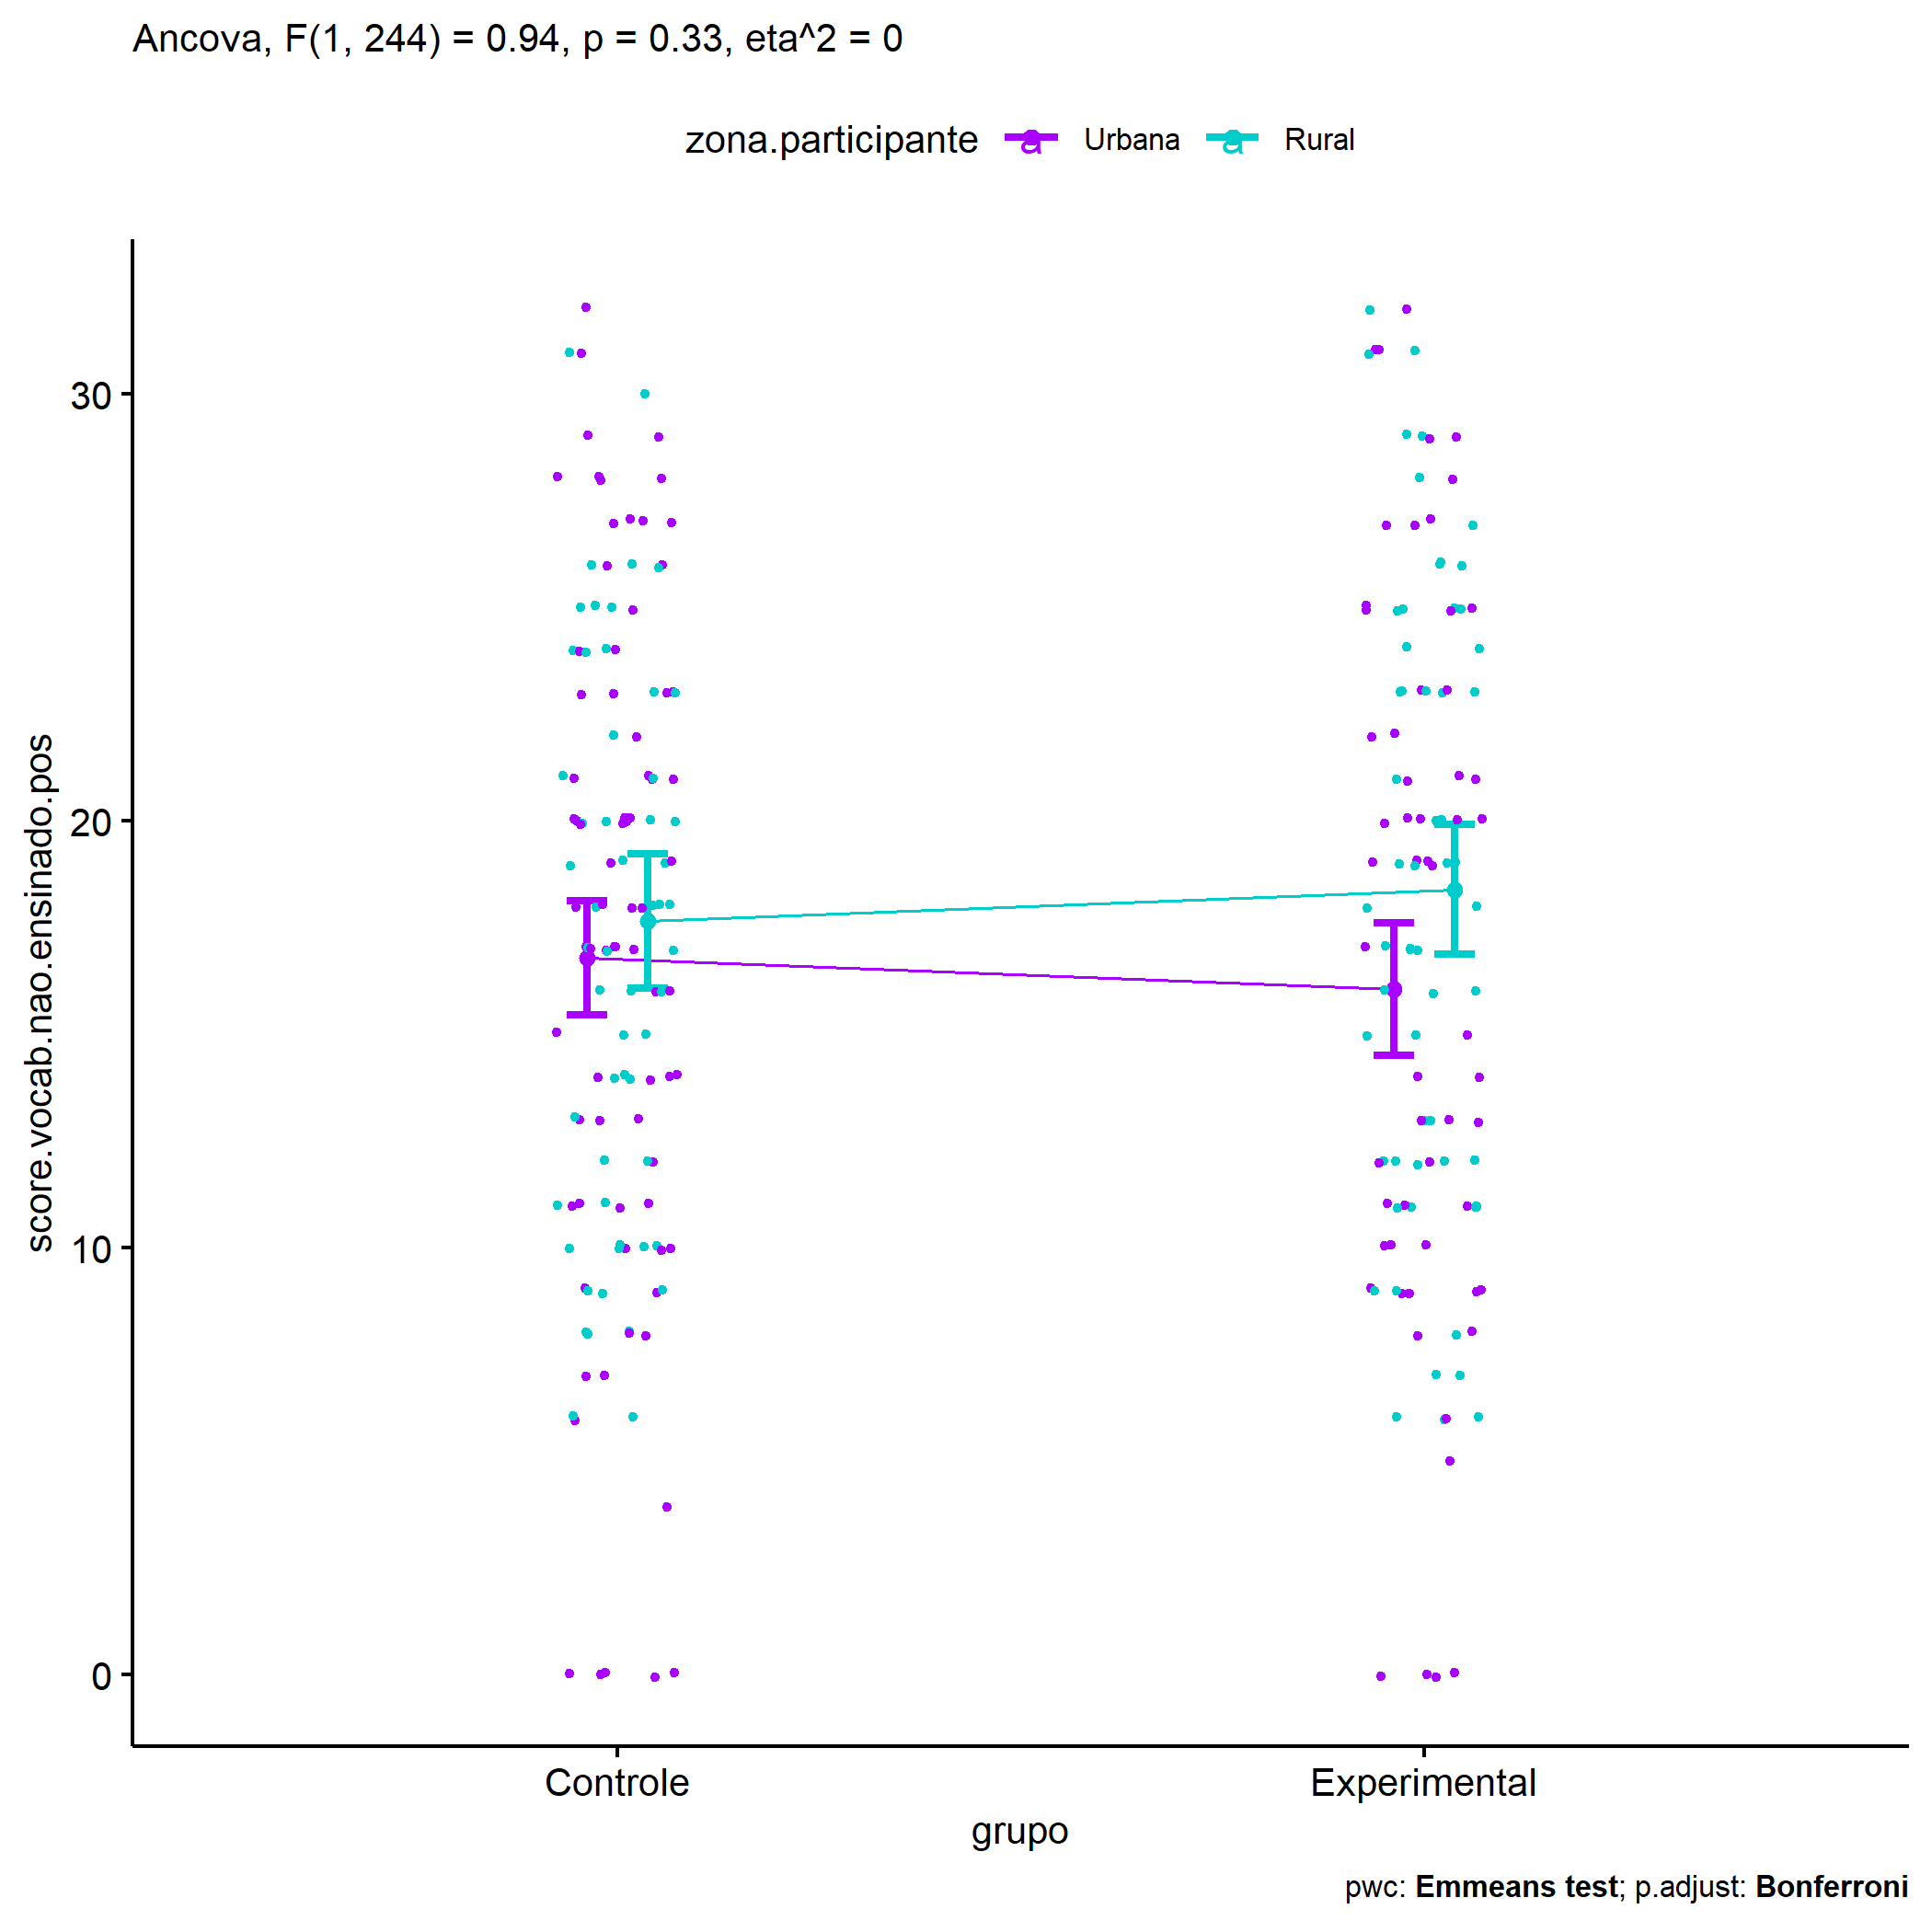 Ancova, F(1, 244) = 0.94, p = 0.33, eta^2 = 0
zona.participante a Urbana a Rural
score.vocab.nao.ensinado.pos
30
20
10
0
Controle Experimental
grupo
pwc: Emmeans test; p.adjust: Bonferroni